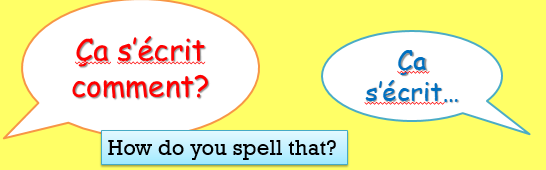 Ça s'écrit
comment?
Ça
s'écrit...
How do you spell that?